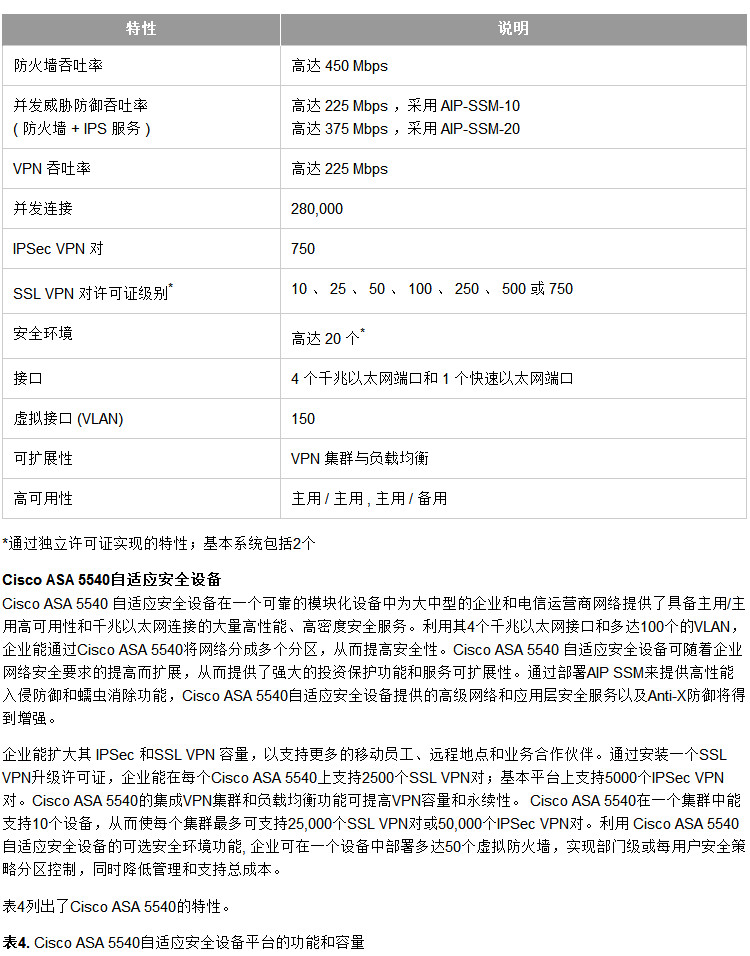 特性 说明
防火墙吞吐率 高达 450 Mbps
并发威胁防御吞吐率
( 防火墙 + IPS 服务 )
高达 225 Mbps ，采用 AIP-SSM-10
高达 375 Mbps ，采用 AIP-SSM-20
VPN 吞吐率 高达 225 Mbps
并发连接 280,000
IPSec VPN 对 750
SSL VPN 对许可证级别* 10 、 25 、 50 、 100 、 250 、 500 或 750
安全环境 高达 20 个*
接口 4 个千兆以太网端口和 1 个快速以太网端口
虚拟接口 (VLAN) 150
可扩展性 VPN 集群与负载均衡
高可用性 主用 / 主用 , 主用 / 备用
*通过独立许可证实现的特性；基本系统包括2个
Cisco ASA 5540自适应安全设备
Cisco ASA 5540 自适应安全设备在一个可靠的模块化设备中为大中型的企业和电信运营商网络提供了具备主用/主
用高可用性和千兆以太网连接的大量高性能、高密度安全服务。利用其4个千兆以太网接口和多达100个的VLAN，
企业能通过Cisco ASA 5540将网络分成多个分区，从而提高安全性。Cisco ASA 5540 自适应安全设备可随着企业
网络安全要求的提高而扩展，从而提供了强大的投资保护功能和服务可扩展性。通过部署AIP SSM来提供高性能
入侵防御和蠕虫消除功能，Cisco ASA 5540自适应安全设备提供的高级网络和应用层安全服务以及Anti-X防御将得
到增强。
企业能扩大其 IPSec 和SSL VPN 容量，以支持更多的移动员工、远程地点和业务合作伙伴。通过安装一个SSL
VPN升级许可证，企业能在每个Cisco ASA 5540上支持2500个SSL VPN对；基本平台上支持5000个IPSec VPN
对。Cisco ASA 5540的集成VPN集群和负载均衡功能可提高VPN容量和永续性。 Cisco ASA 5540在一个集群中能
支持10个设备，从而使每个集群最多可支持25,000个SSL VPN对或50,000个IPSec VPN对。利用 Cisco ASA 5540
自适应安全设备的可选安全环境功能, 企业可在一个设备中部署多达50个虚拟防火墙，实现部门级或每用户安全策
略分区控制，同时降低管理和支持总成本。
表4列出了Cisco ASA 5540的特性。
表4. Cisco ASA 5540自适应安全设备平台的功能和容量